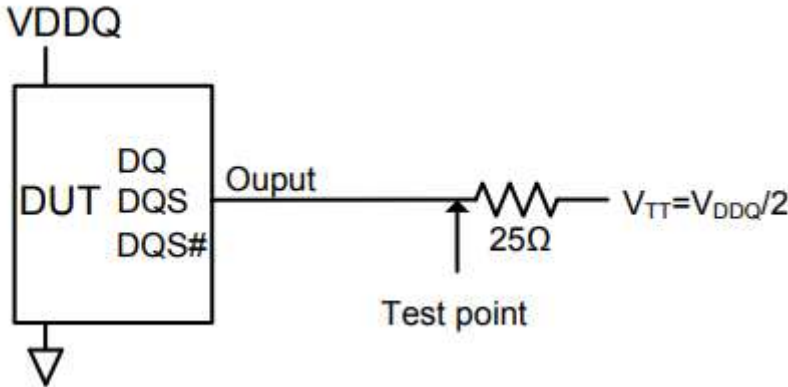 VDDQ
DUT
DQ
DQS
DQS#
Ouput
25Ω
VTT=VDDQ/2
Test point